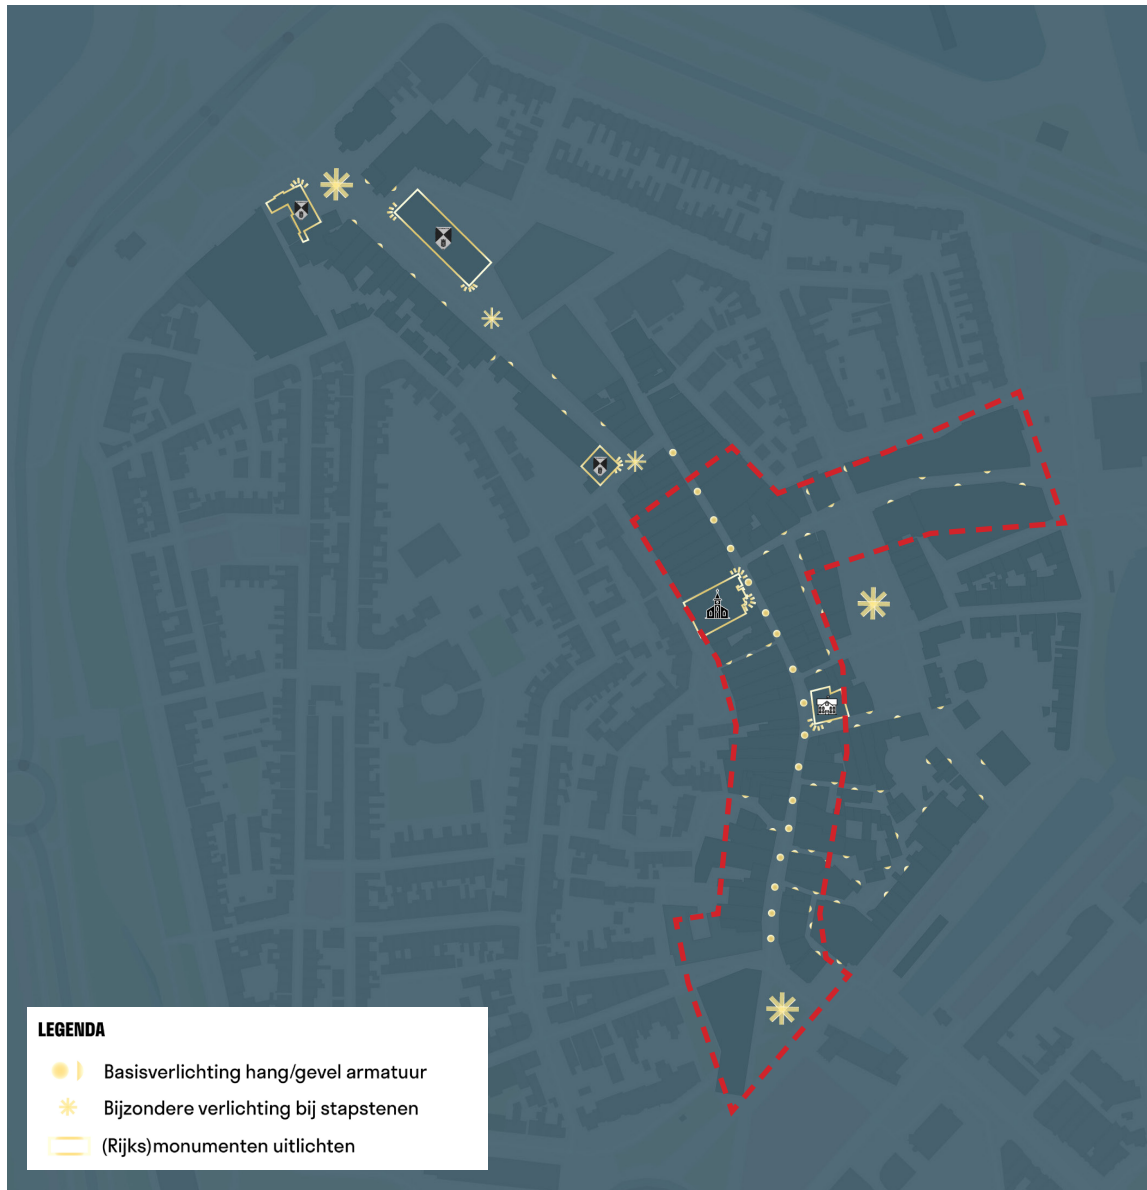 LEGENDA
Basisverlichting hang/gevel armatuur
Bijzondere verlichting bij stapstenen
(Rijks)monumenten uitlichten